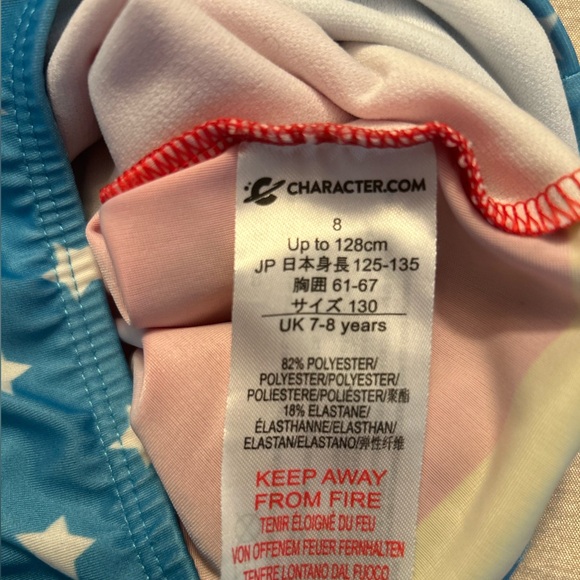 CHARACTER.COM
8
Up to 128cm
JP 日本身長 125-135
胸囲 61-67
サイズ 130
UK 7-8 years
82% POLYESTER/
POLYESTER/POLYESTER/
POLIESTERE/POLIÉSTER/聚酯
18% ELASTANE/
ÉLASTHANNE/ELASTHAN/
ELASTAN/ELASTANO/弹性纤维
KEEP AWAY
FROM FIRE
TENIR ÉLOIGNÉ DU FEU
VON OFFENEM FEUER FERNHALTEN
TENERE LONTANO DAL FUOCO